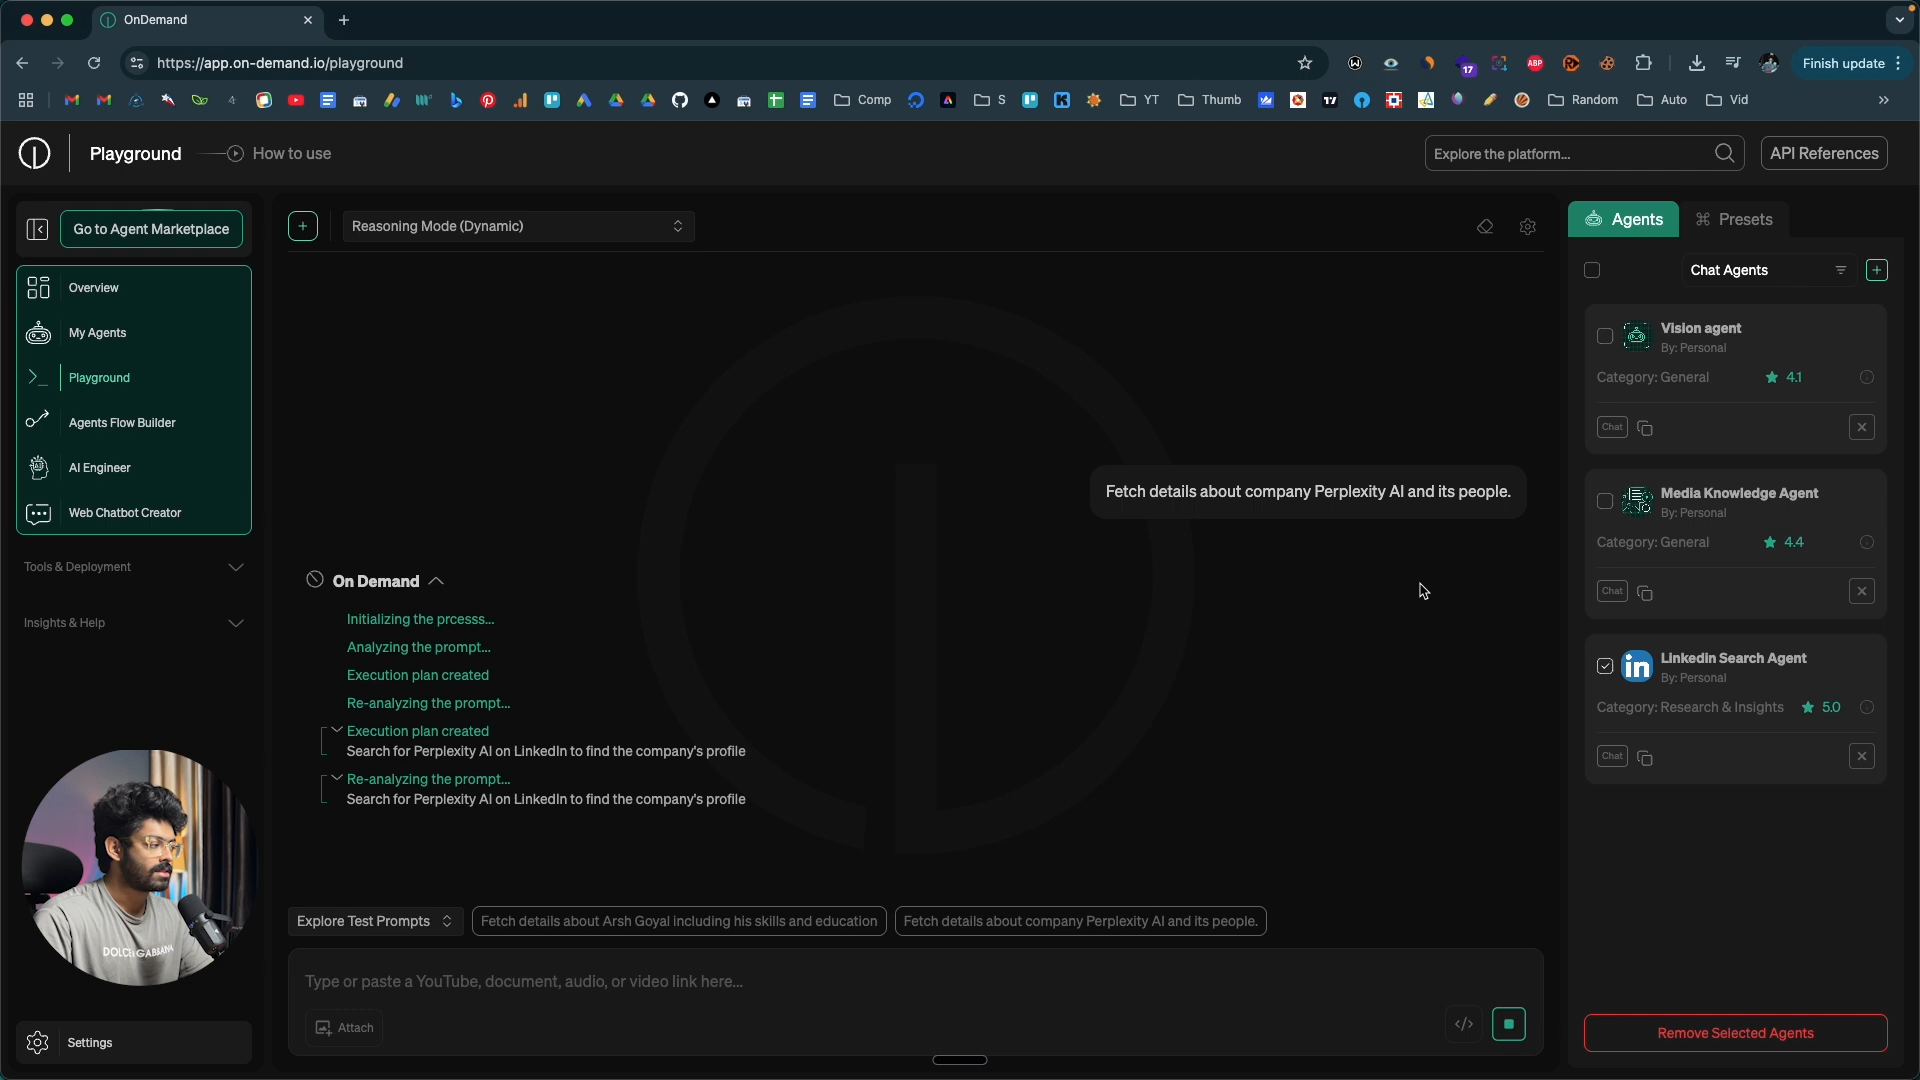 OnDemand
https://app.on-demand.io/playground
17
ABP
Finish update
Comp
S
YT
Thumb
Random
Auto
Vid
Playground
How to use
Explore the platform...
API References
Go to Agent Marketplace
Overview
My Agents
Playground
Agents Flow Builder
AI Engineer
Web Chatbot Creator
Tools & Deployment
Insights & Help
Settings
Reasoning Mode (Dynamic)
Fetch details about company Perplexity AI and its people.
On Demand
Initializing the prcesss...
Analyzing the prompt...
Execution plan created
Re-analyzing the prompt...
Execution plan created
Search for Perplexity AI on LinkedIn to find the company's profile
Re-analyzing the prompt...
Search for Perplexity AI on LinkedIn to find the company's profile
Explore Test Prompts
Fetch details about Arsh Goyal including his skills and education
Fetch details about company Perplexity AI and its people.
Type or paste a YouTube, document, audio, or video link here...
Attach
Agents
Presets
Chat Agents
Vision agent
By: Personal
Category: General
4.1
Chat
Media Knowledge Agent
By: Personal
Category: General
4.4
Chat
in
Linkedin Search Agent
By: Personal
Category: Research & Insights
5.0
Chat
Remove Selected Agents
DOLCE & GABBANA